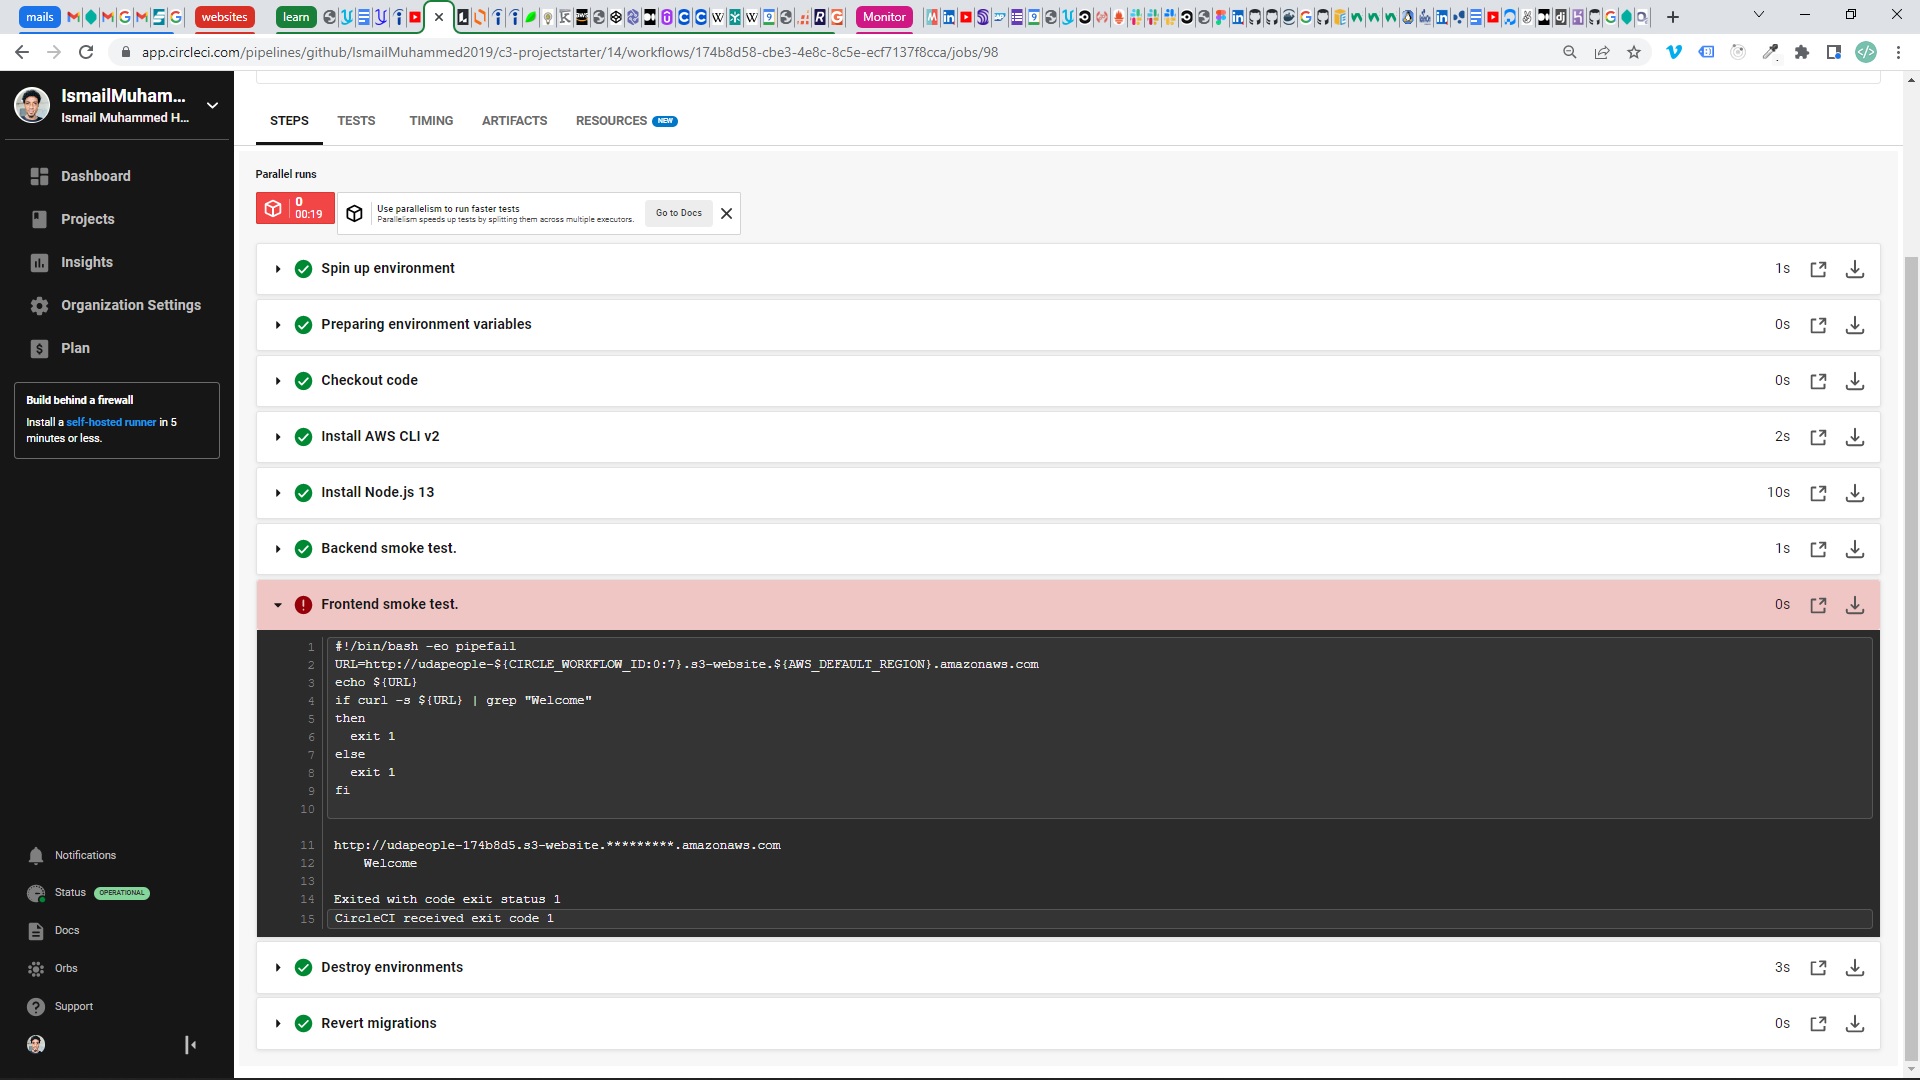 mails
websites
learn
Monitor
app.circleci.com/pipelines/github/IsmailMuhammed2019/c3-projectstarter/14/workflows/174b8d58-cbe3-4e8c-8c5e-ecf7137f8cca/jobs/98
IsmailMuham...
Ismail Muhammed H...
Dashboard
Projects
Insights
Organization Settings
Plan
Build behind a firewall
Install a self-hosted runner in 5
minutes or less.
Notifications
Status OPERATIONAL
Docs
Orbs
Support
STEPS TESTS TIMING ARTIFACTS RESOURCES NEW
Parallel runs
0
00:19
Use parallelism to run faster tests
Parallelism speeds up tests by splitting them across multiple executors.
Go to Docs
Spin up environment 1s
Preparing environment variables 0s
Checkout code 0s
Install AWS CLI v2 2s
Install Node.js 13 10s
Backend smoke test. 1s
Frontend smoke test. 0s
1 #!/bin/bash -eo pipefail
2 URL=http://udapeople-${CIRCLE_WORKFLOW_ID:0:7}.s3-website.${AWS_DEFAULT_REGION}.amazonaws.com
3 echo ${URL}
4 if curl -s ${URL} | grep "Welcome"
5 then
6 exit 1
7 else
8 exit 1
9 fi
10
11 http://udapeople-174b8d5.s3-website.*********.amazonaws.com
12 Welcome
13
14 Exited with code exit status 1
15 CircleCI received exit code 1
Destroy environments 3s
Revert migrations 0s